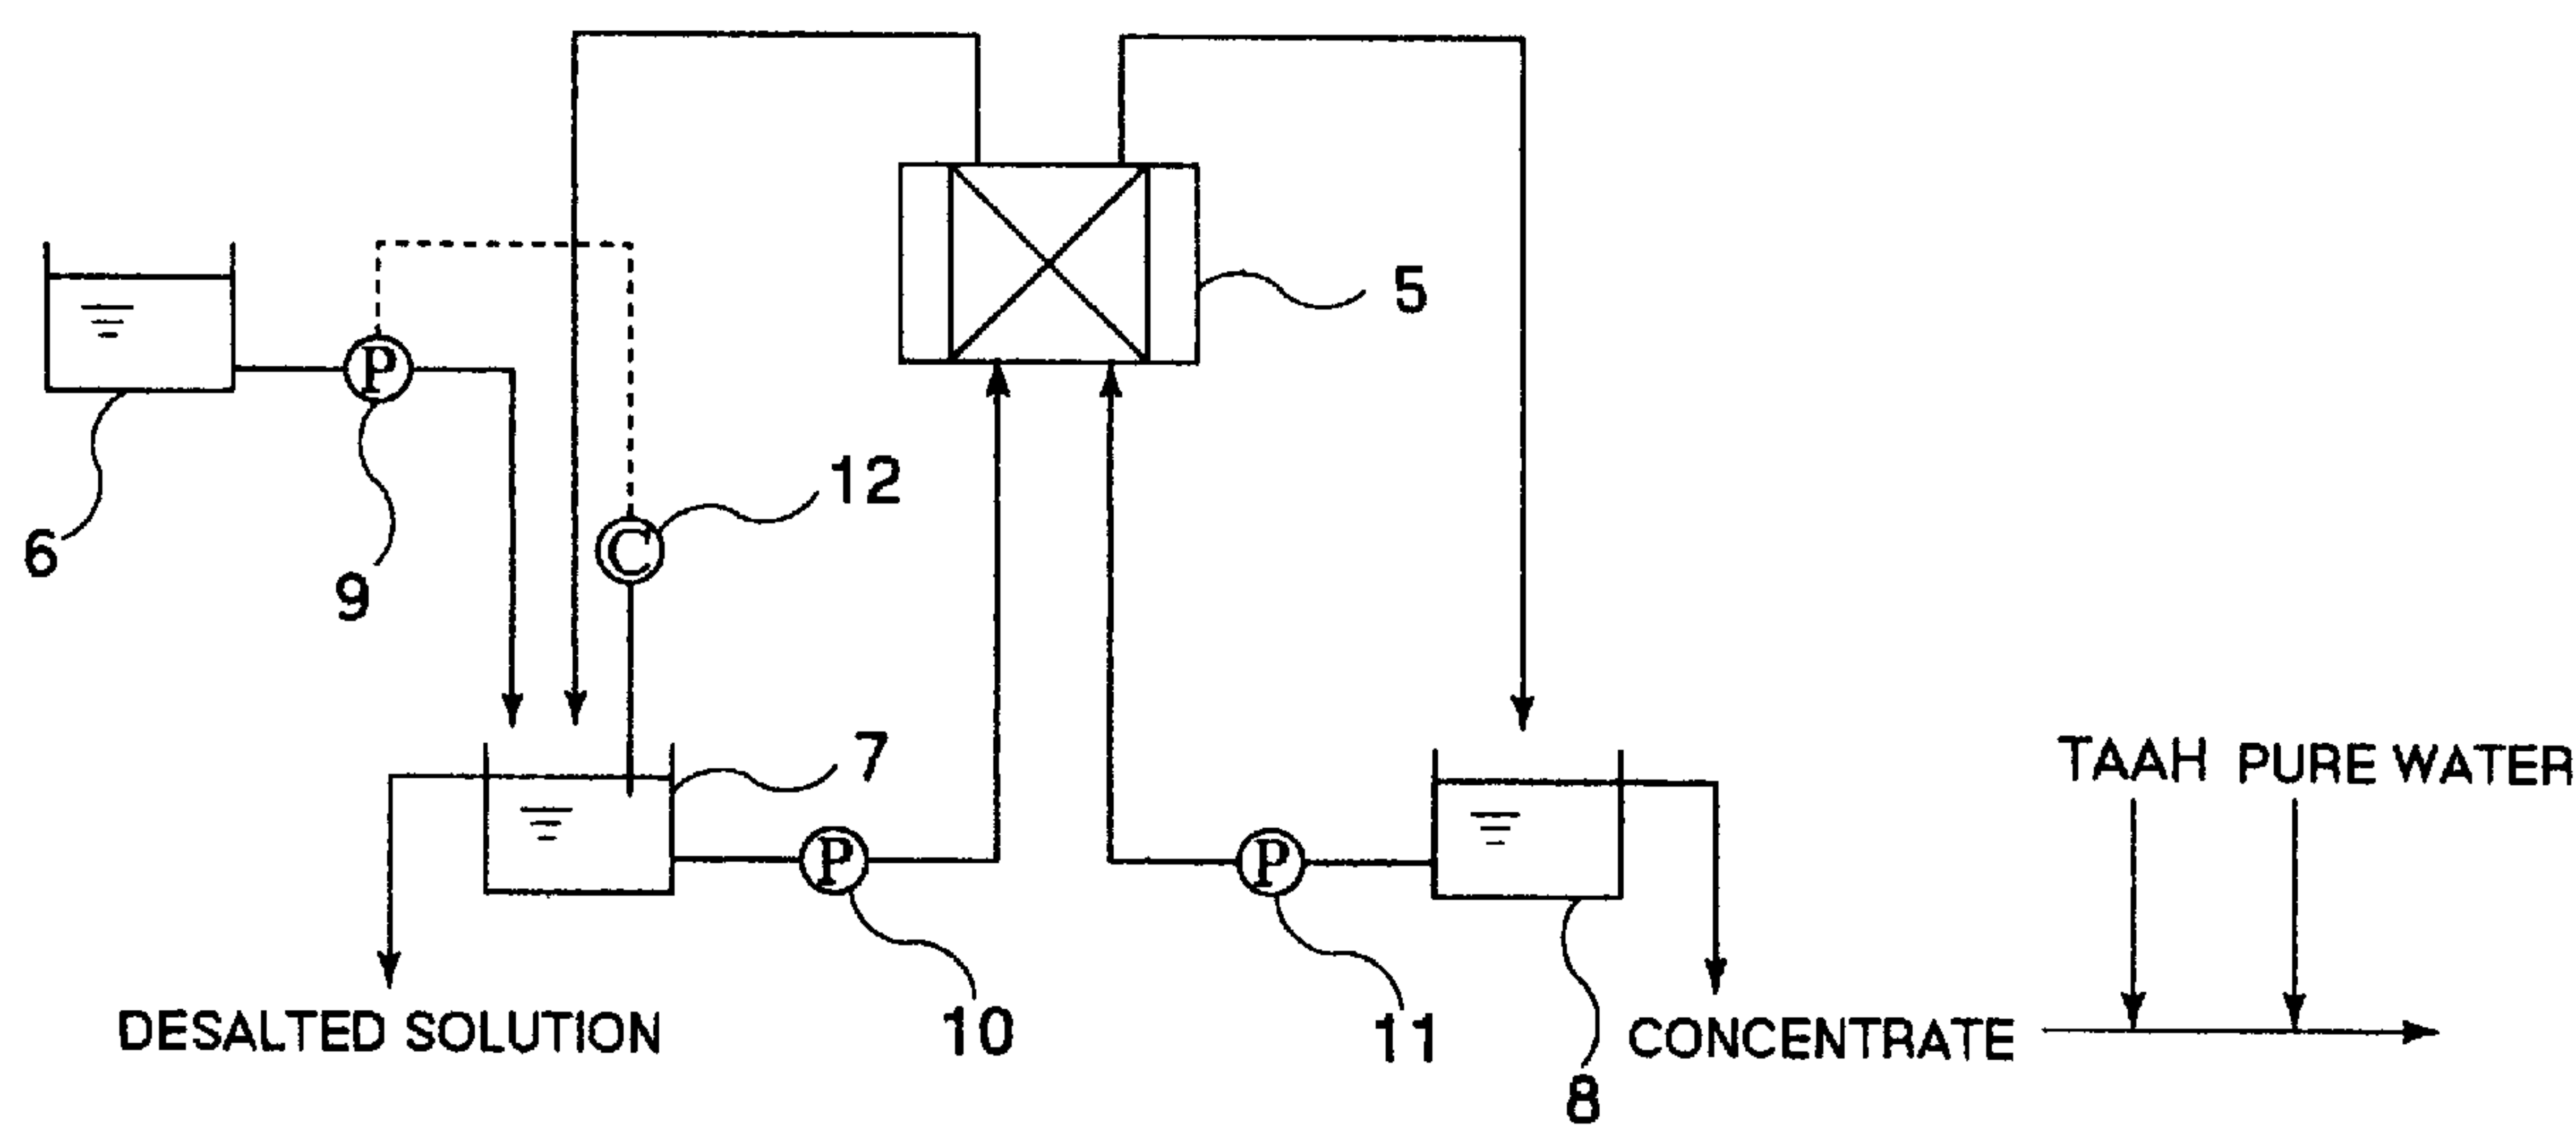 5
P
12
6
C
9
7
TAAH PURE WATER
P
P
10
11
DESALTED SOLUTION
CONCENTRATE
8